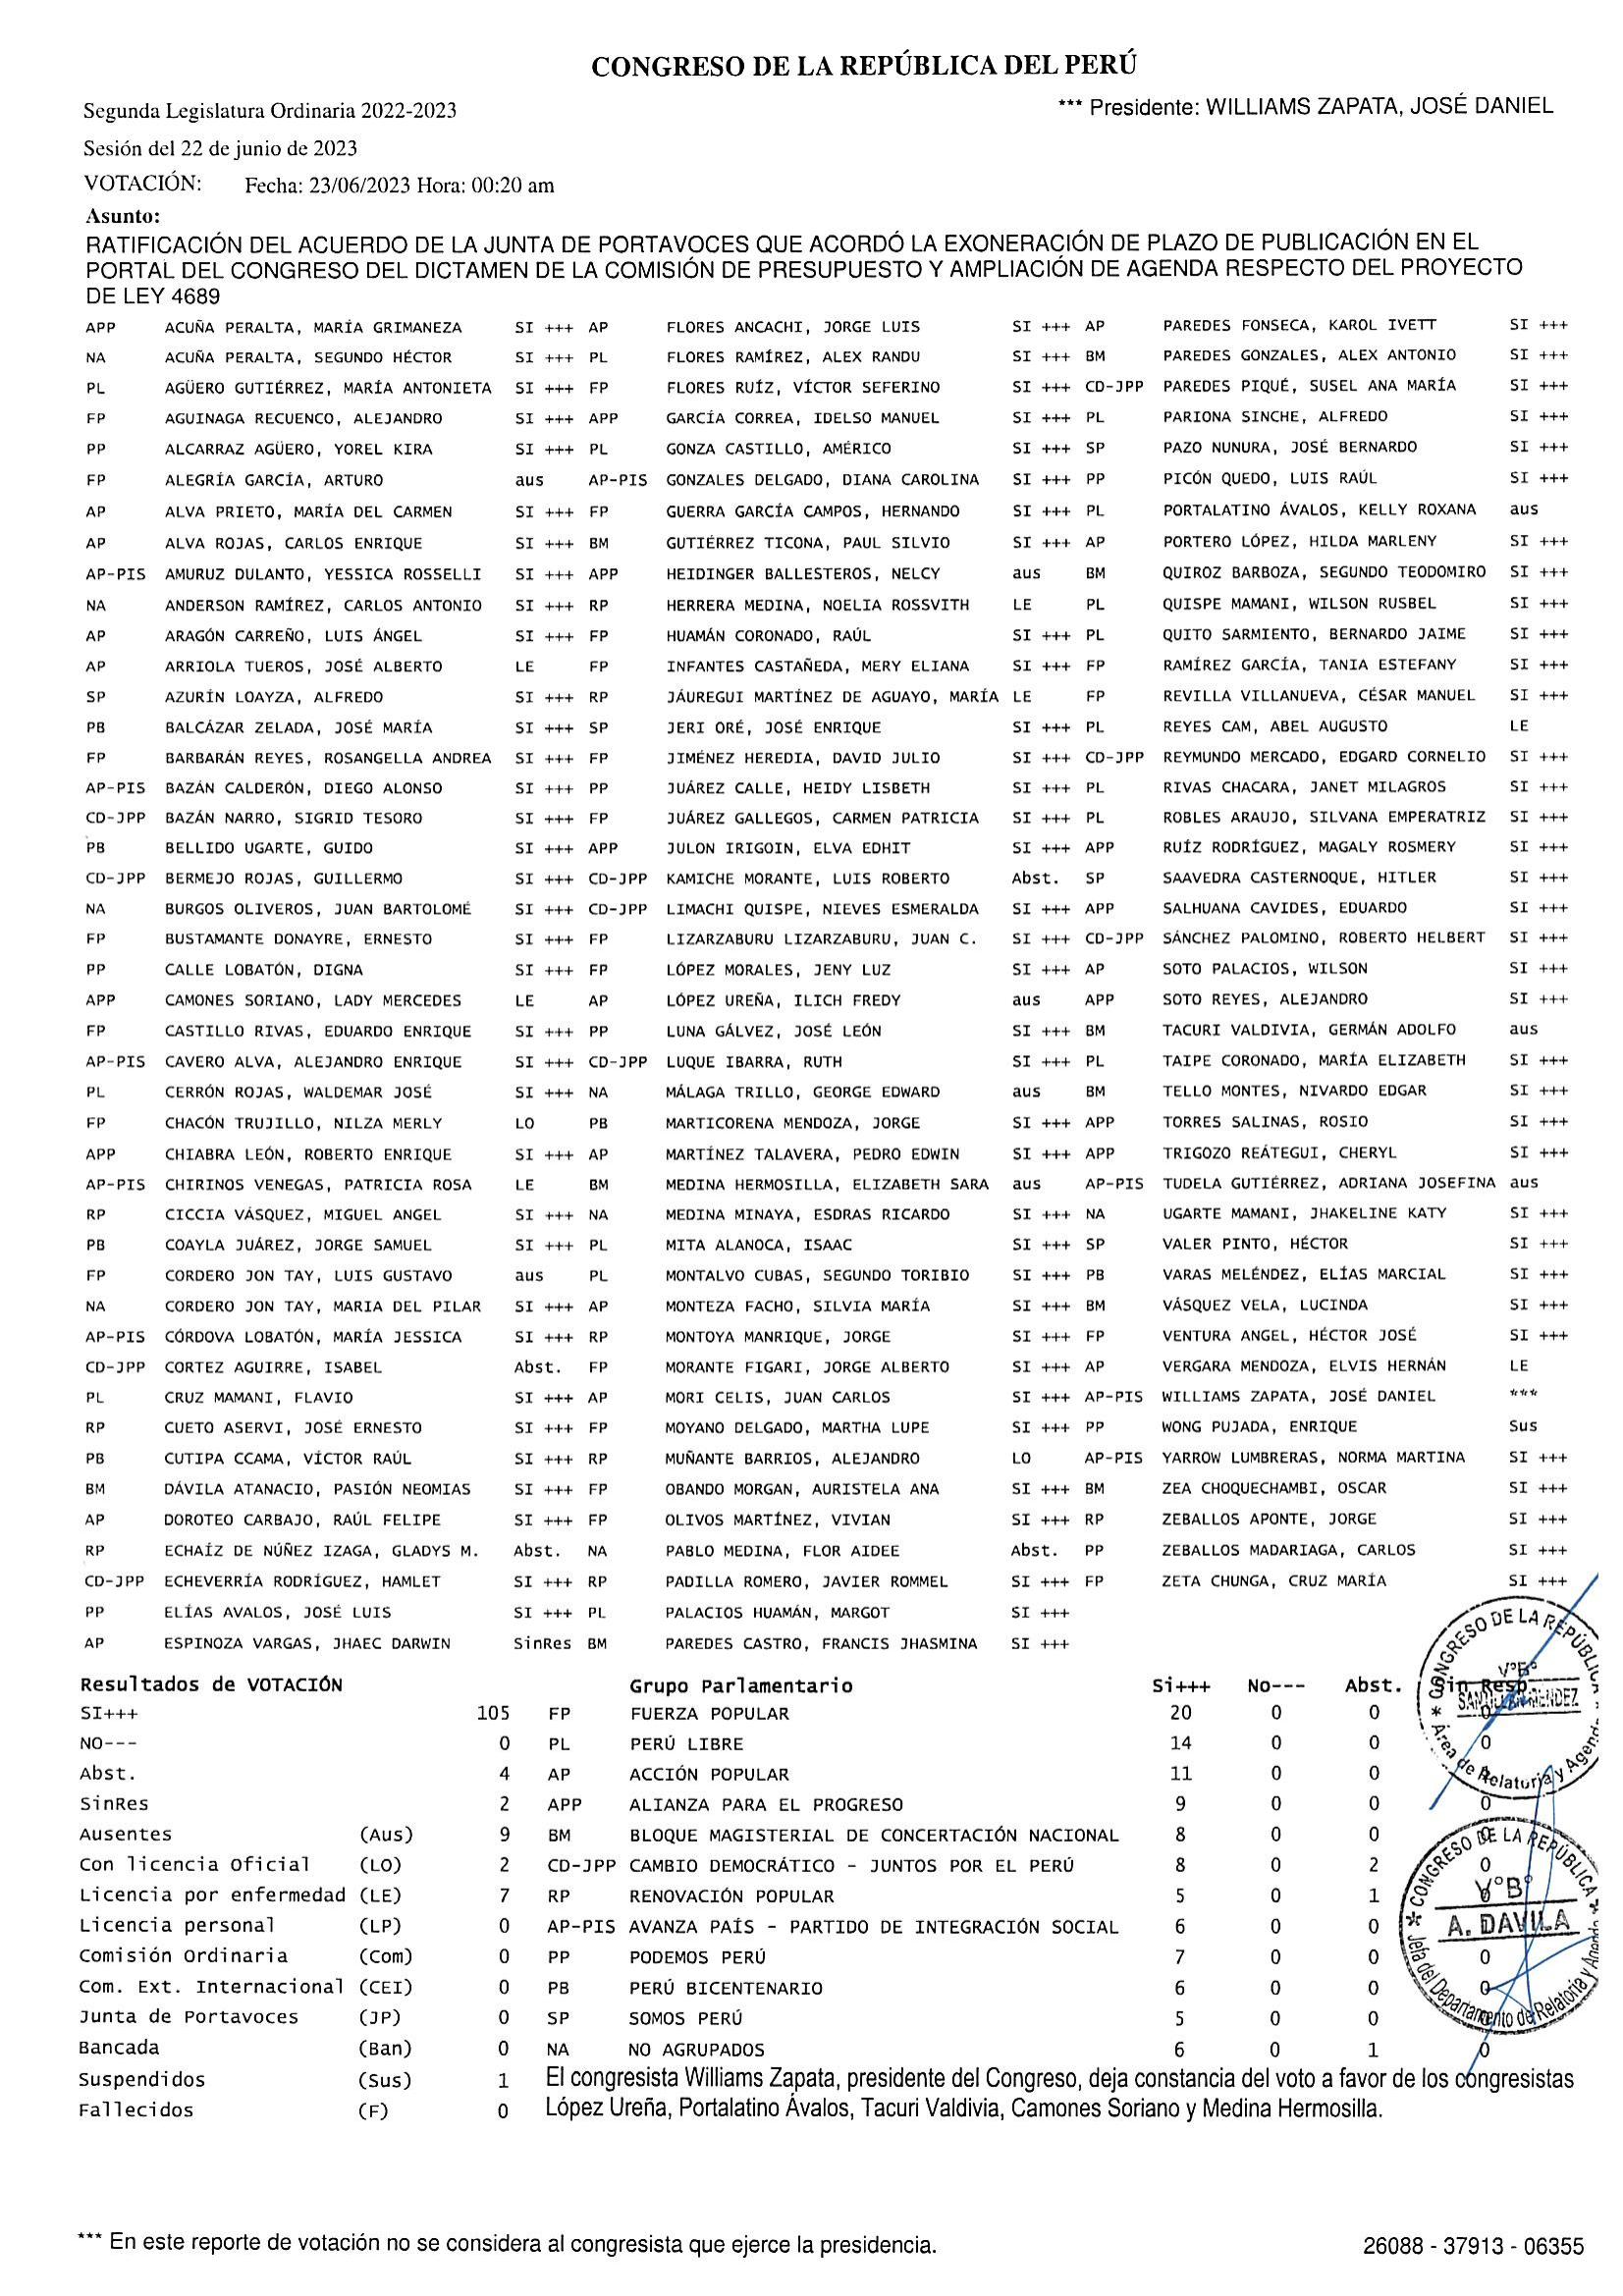 CONGRESO DE LA REPÚBLICA DEL PERÚ
Segunda Legislatura Ordinaria 2022-2023 *** Presidente: WILLIAMS ZAPATA, JOSÉ DANIEL
Sesión del 22 de junio de 2023
VOTACIÓN: Fecha: 23/06/2023 Hora: 00:20 am
Asunto:
RATIFICACIÓN DEL ACUERDO DE LA JUNTA DE PORTAVOCES QUE ACORDÓ LA EXONERACIÓN DE PLAZO DE PUBLICACIÓN EN EL
PORTAL DEL CONGRESO DEL DICTAMEN DE LA COMISIÓN DE PRESUPUESTO Y AMPLIACIÓN DE AGENDA RESPECTO DEL PROYECTO
DE LEY 4689
APP ACUÑA PERALTA, MARÍA GRIMANEZA SI +++ AP FLORES ANCACHI, JORGE LUIS SI +++ AP PAREDES FONSECA, KAROL IVETT SI +++
NA ACUÑA PERALTA, SEGUNDO HÉCTOR SI +++ PL FLORES RAMÍREZ, ALEX RANDU SI +++ BM PAREDES GONZALES, ALEX ANTONIO SI +++
PL AGÜERO GUTIÉRREZ, MARÍA ANTONIETA SI +++ FP FLORES RUÍZ, VÍCTOR SEFERINO SI +++ CD-JPP PAREDES PIQUÉ, SUSEL ANA MARÍA SI +++
FP AGUINAGA RECUENCO, ALEJANDRO SI +++ APP GARCÍA CORREA, IDELSO MANUEL SI +++ PL PARIONA SINCHE, ALFREDO SI +++
PP ALCARRAZ AGÜERO, YOREL KIRA SI +++ PL GONZA CASTILLO, AMÉRICO SI +++ SP PAZO NUNURA, JOSÉ BERNARDO SI +++
FP ALEGRÍA GARCÍA, ARTURO aus AP-PIS GONZALES DELGADO, DIANA CAROLINA SI +++ PP PICÓN QUEDO, LUIS RAÚL SI +++
AP ALVA PRIETO, MARÍA DEL CARMEN SI +++ FP GUERRA GARCÍA CAMPOS, HERNANDO SI +++ PL PORTALATINO ÁVALOS, KELLY ROXANA aus
AP ALVA ROJAS, CARLOS ENRIQUE SI +++ BM GUTIÉRREZ TICONA, PAUL SILVIO SI +++ AP PORTERO LÓPEZ, HILDA MARLENY SI +++
AP-PIS AMURUZ DULANTO, YESSICA ROSSELLI SI +++ APP HEIDINGER BALLESTEROS, NELCY aus BM QUIROZ BARBOZA, SEGUNDO TEODOMIRO SI +++
NA ANDERSON RAMÍREZ, CARLOS ANTONIO SI +++ RP HERRERA MEDINA, NOELIA ROSSVITH LE PL QUISPE MAMANI, WILSON RUSBEL SI +++
AP ARAGÓN CARREÑO, LUIS ÁNGEL SI +++ FP HUAMÁN CORONADO, RAÚL SI +++ PL QUITO SARMIENTO, BERNARDO JAIME SI +++
AP ARRIOLA TUEROS, JOSÉ ALBERTO LE FP INFANTES CASTAÑEDA, MERY ELIANA SI +++ FP RAMÍREZ GARCÍA, TANIA ESTEFANY SI +++
SP AZURÍN LOAYZA, ALFREDO SI +++ RP JÁUREGUI MARTÍNEZ DE AGUAYO, MARÍA LE FP REVILLA VILLANUEVA, CÉSAR MANUEL SI +++
PB BALCÁZAR ZELADA, JOSÉ MARÍA SI +++ SP JERI ORÉ, JOSÉ ENRIQUE SI +++ PL REYES CAM, ABEL AUGUSTO LE
FP BARBARÁN REYES, ROSANGELLA ANDREA SI +++ FP JIMÉNEZ HEREDIA, DAVID JULIO SI +++ CD-JPP REYMUNDO MERCADO, EDGARD CORNELIO SI +++
AP-PIS BAZÁN CALDERÓN, DIEGO ALONSO SI +++ PP JUÁREZ CALLE, HEIDY LISBETH SI +++ PL RIVAS CHACARA, JANET MILAGROS SI +++
CD-JPP BAZÁN NARRO, SIGRID TESORO SI +++ FP JUÁREZ GALLEGOS, CARMEN PATRICIA SI +++ PL ROBLES ARAUJO, SILVANA EMPERATRIZ SI +++
PB BELLIDO UGARTE, GUIDO SI +++ APP JULON IRIGOIN, ELVA EDHIT SI +++ APP RUÍZ RODRÍGUEZ, MAGALY ROSMERY SI +++
CD-JPP BERMEJO ROJAS, GUILLERMO SI +++ CD-JPP KAMICHE MORANTE, LUIS ROBERTO Abst. SP SAAVEDRA CASTERNOQUE, HITLER SI +++
NA BURGOS OLIVEROS, JUAN BARTOLOMÉ SI +++ CD-JPP LIMACHI QUISPE, NIEVES ESMERALDA SI +++ APP SALHUANA CAVIDES, EDUARDO SI +++
FP BUSTAMANTE DONAYRE, ERNESTO SI +++ FP LIZARZABURU LIZARZABURU, JUAN C. SI +++ CD-JPP SÁNCHEZ PALOMINO, ROBERTO HELBERT SI +++
PP CALLE LOBATÓN, DIGNA SI +++ FP LÓPEZ MORALES, JENY LUZ SI +++ AP SOTO PALACIOS, WILSON SI +++
APP CAMONES SORIANO, LADY MERCEDES LE AP LÓPEZ UREÑA, ILICH FREDY aus APP SOTO REYES, ALEJANDRO SI +++
FP CASTILLO RIVAS, EDUARDO ENRIQUE SI +++ PP LUNA GÁLVEZ, JOSÉ LEÓN SI +++ BM TACURI VALDIVIA, GERMÁN ADOLFO aus
AP-PIS CAVERO ALVA, ALEJANDRO ENRIQUE SI +++ CD-JPP LUQUE IBARRA, RUTH SI +++ PL TAIPE CORONADO, MARÍA ELIZABETH SI +++
PL CERRÓN ROJAS, WALDEMAR JOSÉ SI +++ NA MÁLAGA TRILLO, GEORGE EDWARD aus BM TELLO MONTES, NIVARDO EDGAR SI +++
FP CHACÓN TRUJILLO, NILZA MERLY LO PB MARTICORENA MENDOZA, JORGE SI +++ APP TORRES SALINAS, ROSIO SI +++
APP CHIABRA LEÓN, ROBERTO ENRIQUE SI +++ AP MARTÍNEZ TALAVERA, PEDRO EDWIN SI +++ APP TRIGOZO REÁTEGUI, CHERYL SI +++
AP-PIS CHIRINOS VENEGAS, PATRICIA ROSA LE BM MEDINA HERMOSILLA, ELIZABETH SARA aus AP-PIS TUDELA GUTIÉRREZ, ADRIANA JOSEFINA aus
RP CICCIA VÁSQUEZ, MIGUEL ANGEL SI +++ NA MEDINA MINAYA, ESDRAS RICARDO SI +++ NA UGARTE MAMANI, JHAKELINE KATY SI +++
PB COAYLA JUÁREZ, JORGE SAMUEL SI +++ PL MITA ALANOCA, ISAAC SI +++ SP VALER PINTO, HÉCTOR SI +++
FP CORDERO JON TAY, LUIS GUSTAVO aus PL MONTALVO CUBAS, SEGUNDO TORIBIO SI +++ PB VARAS MELÉNDEZ, ELÍAS MARCIAL SI +++
NA CORDERO JON TAY, MARIA DEL PILAR SI +++ AP MONTEZA FACHO, SILVIA MARÍA SI +++ BM VÁSQUEZ VELA, LUCINDA SI +++
AP-PIS CÓRDOVA LOBATÓN, MARÍA JESSICA SI +++ RP MONTOYA MANRIQUE, JORGE SI +++ FP VENTURA ANGEL, HÉCTOR JOSÉ SI +++
CD-JPP CORTEZ AGUIRRE, ISABEL Abst. FP MORANTE FIGARI, JORGE ALBERTO SI +++ AP VERGARA MENDOZA, ELVIS HERNÁN LE
PL CRUZ MAMANI, FLAVIO SI +++ AP MORI CELIS, JUAN CARLOS SI +++ AP-PIS WILLIAMS ZAPATA, JOSÉ DANIEL ***
RP CUETO ASERVI, JOSÉ ERNESTO SI +++ FP MOYANO DELGADO, MARTHA LUPE SI +++ PP WONG PUJADA, ENRIQUE Sus
PB CUTIPA CCAMA, VÍCTOR RAÚL SI +++ RP MUÑANTE BARRIOS, ALEJANDRO LO AP-PIS YARROW LUMBRERAS, NORMA MARTINA SI +++
BM DÁVILA ATANACIO, PASIÓN NEOMIAS SI +++ FP OBANDO MORGAN, AURISTELA ANA SI +++ BM ZEA CHOQUECHAMBI, OSCAR SI +++
AP DOROTEO CARBAJO, RAÚL FELIPE SI +++ FP OLIVOS MARTÍNEZ, VIVIAN SI +++ RP ZEBALLOS APONTE, JORGE SI +++
RP ECHAÍZ DE NÚÑEZ IZAGA, GLADYS M. Abst. NA PABLO MEDINA, FLOR AIDEE Abst. PP ZEBALLOS MADARIAGA, CARLOS SI +++
CD-JPP ECHEVERRÍA RODRÍGUEZ, HAMLET SI +++ RP PADILLA ROMERO, JAVIER ROMMEL SI +++ FP ZETA CHUNGA, CRUZ MARÍA SI +++
PP ELÍAS AVALOS, JOSÉ LUIS SI +++ PL PALACIOS HUAMÁN, MARGOT SI +++
AP ESPINOZA VARGAS, JHAEC DARWIN SinRes BM PAREDES CASTRO, FRANCIS JHASMINA SI +++
Resultados de VOTACIÓN Grupo Parlamentario Si+++ No--- Abst. Sin Resp
SI+++ 105 FP FUERZA POPULAR 20 0 0 0
NO--- 0 PL PERÚ LIBRE 14 0 0 0
Abst. 4 AP ACCIÓN POPULAR 11 0 0
SinRes 2 APP ALIANZA PARA EL PROGRESO 9 0 0 0
Ausentes (Aus) 9 BM BLOQUE MAGISTERIAL DE CONCERTACIÓN NACIONAL 8 0 0 0
Con licencia Oficial (LO) 2 CD-JPP CAMBIO DEMOCRÁTICO - JUNTOS POR EL PERÚ 8 0 2 0
Licencia por enfermedad (LE) 7 RP RENOVACIÓN POPULAR 5 0 1
Licencia personal (LP) 0 AP-PIS AVANZA PAÍS - PARTIDO DE INTEGRACIÓN SOCIAL 6 0 0
Comisión Ordinaria (Com) 0 PP PODEMOS PERÚ 7 0 0 0
Com. Ext. Internacional (CEI) 0 PB PERÚ BICENTENARIO 6 0 0 0
Junta de Portavoces (JP) 0 SP SOMOS PERÚ 5 0 0 0
Bancada (Ban) 0 NA NO AGRUPADOS 6 0 1 0
Suspendidos (Sus) 1 El congresista Williams Zapata, presidente del Congreso, deja constancia del voto a favor de los congresistas
Fallecidos (F) 0 López Ureña, Portalatino Ávalos, Tacuri Valdivia, Camones Soriano y Medina Hermosilla.
CONGRESO DE LA REPÚBLICA
V°B°
* Área de Relatoría y Agenda
CONGRESO DE LA REPÚBLICA
V°B°
A. DAVILA
Jefa del Departamento de Relatoría y Agenda
*** En este reporte de votación no se considera al congresista que ejerce la presidencia. 26088 - 37913 - 06355